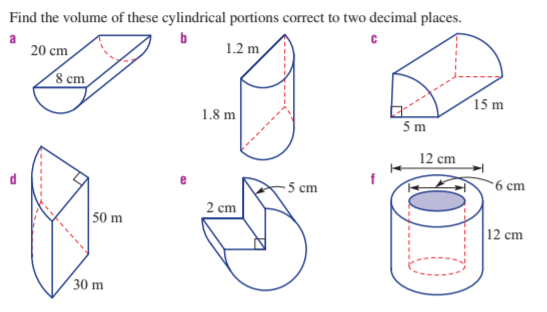 Find the volume of these cylindrical portions correct to two decimal places.
a
20 cm
8 cm
b
1.2 m
1.8 m
c
15 m
5 m
d
50 m
30 m
e
5 cm
2 cm
f
12 cm
6 cm
12 cm